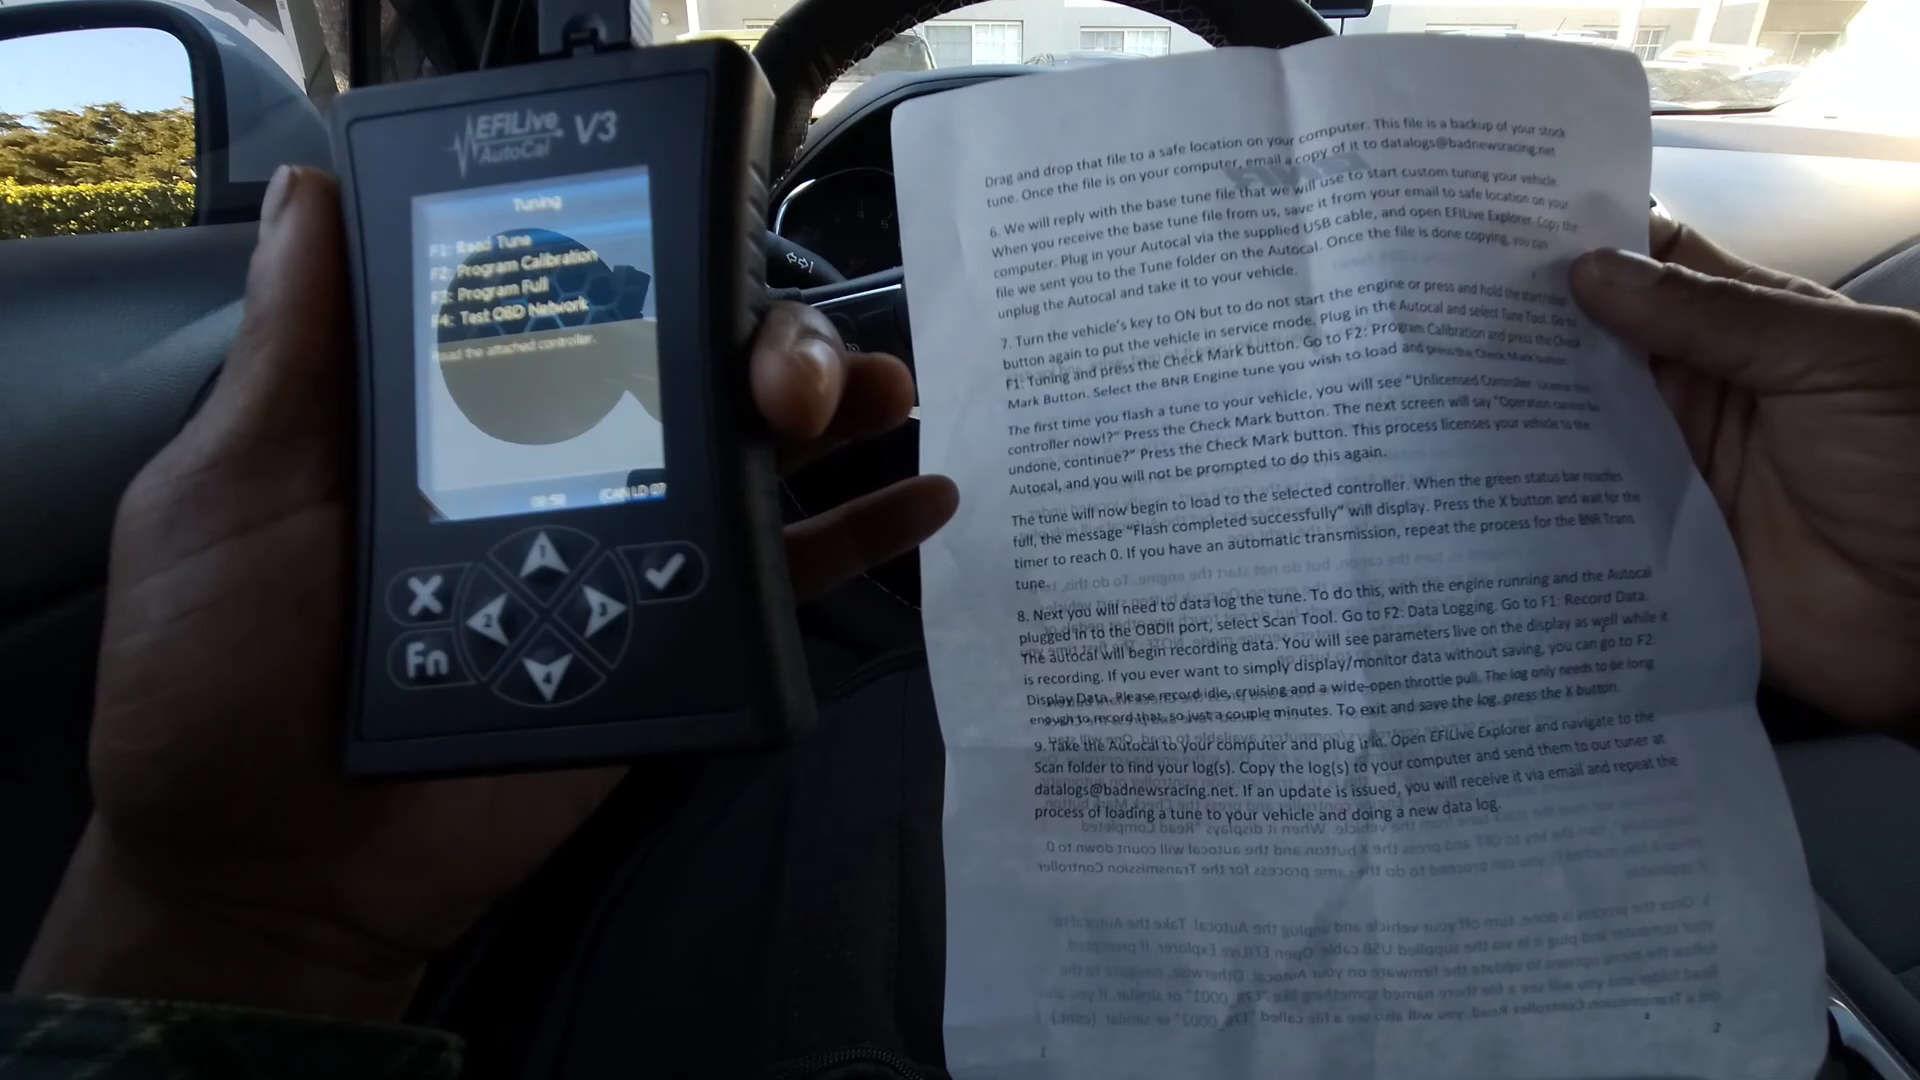 EFILive
AutoCal V3
Tuning
F1: Read Tune
F2: Program Calibration
F3: Program Full
F4: Test OBD Network
Read the attached controller.
1
2
3
4
Fn
Drag and drop that file to a safe location on your computer. This file is a backup of your stock
tune. Once the file is on your computer, email a copy of it to datalogs@badnewsracing.net
6. We will reply with the base tune file that we will use to start custom tuning your vehicle.
When you receive the base tune file from us, save it from your email to safe location on your
computer. Plug in your Autocal via the supplied USB cable, and open EFILive Explorer. Copy the
file we sent you to the Tune folder on the Autocal. Once the file is done copying, you can
unplug the Autocal and take it to your vehicle.
7. Turn the vehicle's key to ON but to do not start the engine or press and hold the start/stop
button again to put the vehicle in service mode. Plug in the Autocal and select Tune Tool. Go to
F1: Tuning and press the Check Mark button. Go to F2: Program Calibration and press the Check
Mark Button. Select the BNR Engine tune you wish to load and press the Check Mark button.
The first time you flash a tune to your vehicle, you will see "Unlicensed Controller. License this
controller now!?" Press the Check Mark button. The next screen will say "Operation cannot be
undone, continue?" Press the Check Mark button. This process licenses your vehicle to the
Autocal, and you will not be prompted to do this again.
The tune will now begin to load to the selected controller. When the green status bar reaches
full, the message "Flash completed successfully" will display. Press the X button and wait for the
timer to reach 0. If you have an automatic transmission, repeat the process for the BNR Trans
tune.
8. Next you will need to data log the tune. To do this, with the engine running and the Autocal
plugged in to the OBDII port, select Scan Tool. Go to F2: Data Logging. Go to F1: Record Data.
The autocal will begin recording data. You will see parameters live on the display as well while it
is recording. If you ever want to simply display/monitor data without saving, you can go to F2:
Display Data. Please record idle, cruising and a wide-open throttle pull. The log only needs to be long
enough to record that, so just a couple minutes. To exit and save the log, press the X button.
9. Take the Autocal to your computer and plug it in. Open EFILive Explorer and navigate to the
Scan folder to find your log(s). Copy the log(s) to your computer and send them to our tuner at
datalogs@badnewsracing.net. If an update is issued, you will receive it via email and repeat the
process of loading a tune to your vehicle and doing a new data log.
2